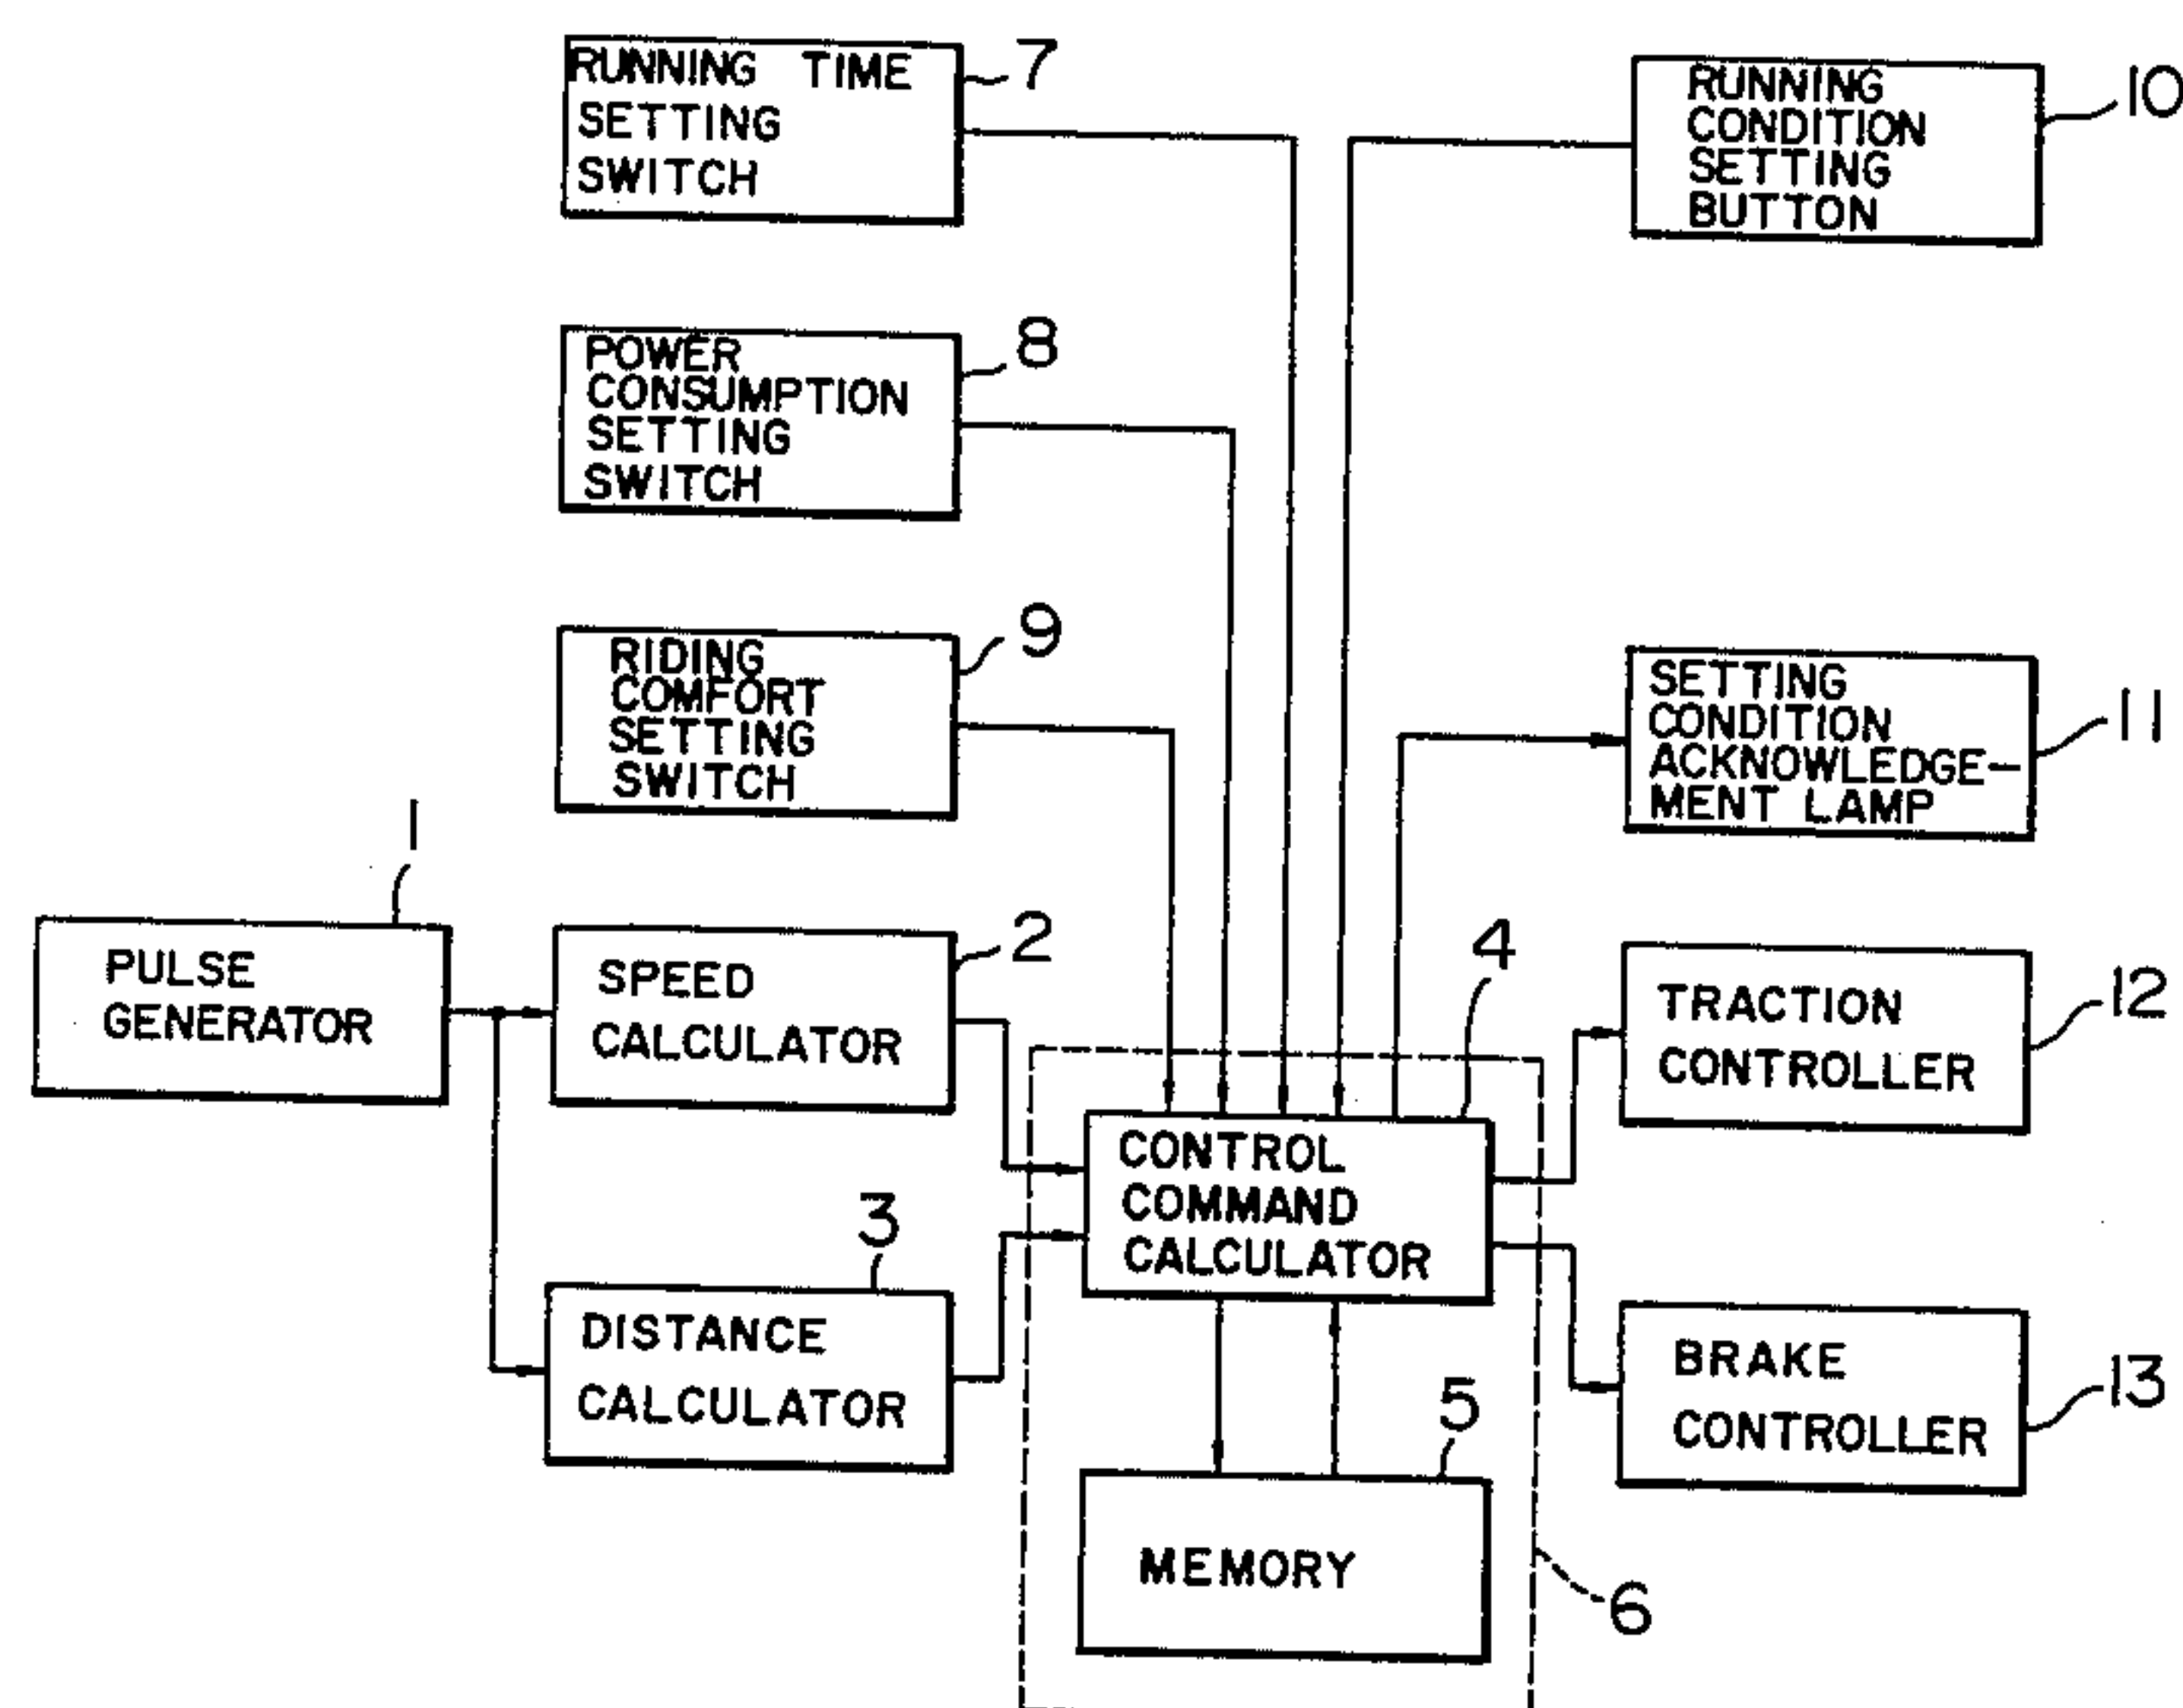 RUNNING TIME
SETTING
SWITCH
7
RUNNING
CONDITION
SETTING
BUTTON
10
POWER
CONSUMPTION
SETTING
SWITCH
8
RIDING
COMFORT
SETTING
SWITCH
9
SETTING
CONDITION
ACKNOWLEDGE-
MENT LAMP
11
1
PULSE
GENERATOR
SPEED
CALCULATOR
2
4
TRACTION
CONTROLLER
12
CONTROL
COMMAND
CALCULATOR
3
DISTANCE
CALCULATOR
BRAKE
CONTROLLER
13
5
MEMORY
6